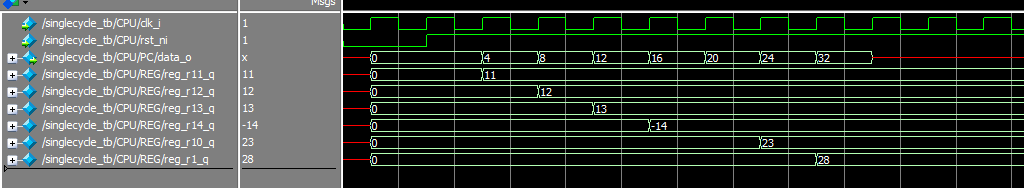 Msgs
/singlecycle_tb/CPU/clk_i 1
/singlecycle_tb/CPU/rst_ni 1
/singlecycle_tb/CPU/PC/data_o x 0 4 8 12 16 20 24 32
/singlecycle_tb/CPU/REG/reg_r11_q 11 0 11
/singlecycle_tb/CPU/REG/reg_r12_q 12 0 12
/singlecycle_tb/CPU/REG/reg_r13_q 13 0 13
/singlecycle_tb/CPU/REG/reg_r14_q -14 0 -14
/singlecycle_tb/CPU/REG/reg_r10_q 23 0 23
/singlecycle_tb/CPU/REG/reg_r1_q 28 0 28